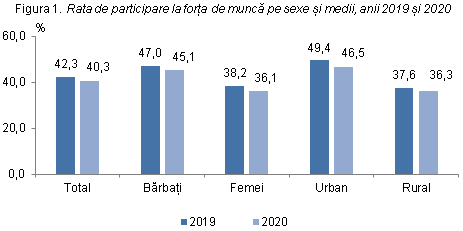 Figura 1. Rata de participare la forța de muncă pe sexe și medii, anii 2019 și 2020
%
60,0
40,0
20,0
0,0
42,3 40,3 47,0 45,1 38,2 36,1 49,4 46,5 37,6 36,3
Total Bărbați Femei Urban Rural
2019 2020